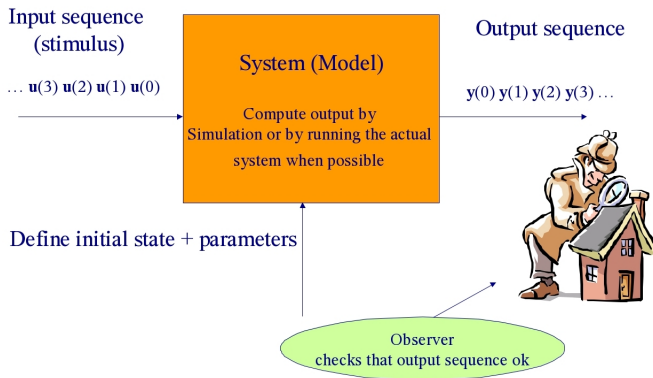 Input sequence
(stimulus)
… u(3) u(2) u(1) u(0)
System (Model)
Compute output by
Simulation or by running the actual
system when possible
Output sequence
y(0) y(1) y(2) y(3) …
Define initial state + parameters
Observer
checks that output sequence ok